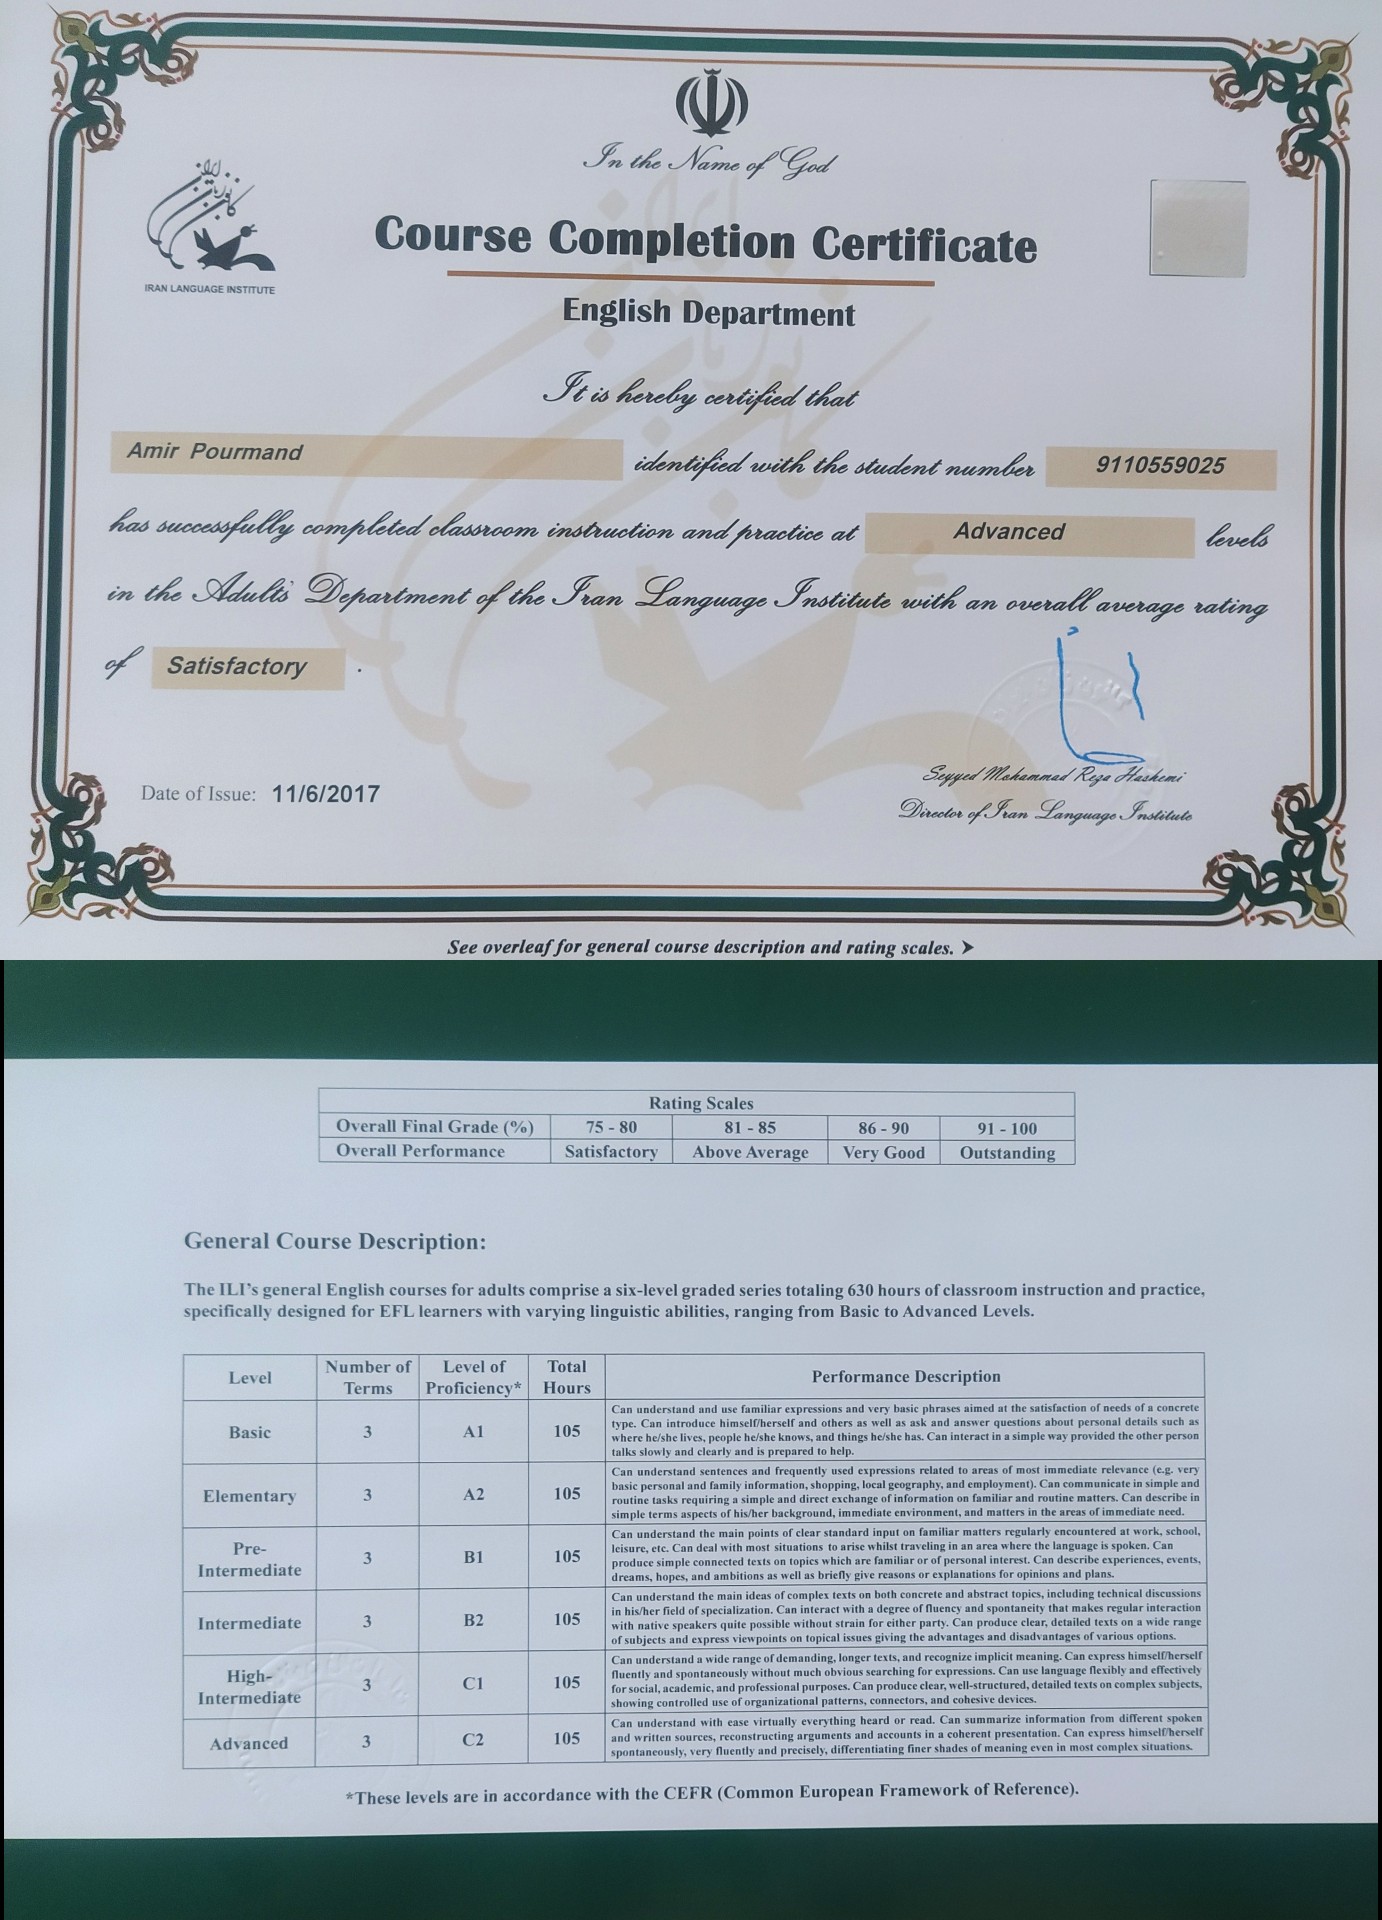 In the Name of God
کانون زبان ایران
IRAN LANGUAGE INSTITUTE
Course Completion Certificate
English Department
It is hereby certified that
Amir Pourmand identified with the student number 9110559025
has successfully completed classroom instruction and practice at Advanced levels
in the Adults' Department of the Iran Language Institute with an overall average rating
of Satisfactory .
Seyyed Mohammad Reza Hashemi
Date of Issue: 11/6/2017
Director of Iran Language Institute
See overleaf for general course description and rating scales. ➤
Rating Scales
Overall Final Grade (%) 75 - 80 81 - 85 86 - 90 91 - 100
Overall Performance Satisfactory Above Average Very Good Outstanding
General Course Description:
The ILI's general English courses for adults comprise a six-level graded series totaling 630 hours of classroom instruction and practice,
specifically designed for EFL learners with varying linguistic abilities, ranging from Basic to Advanced Levels.
Level Number of Terms Level of Proficiency* Total Hours Performance Description
Basic 3 A1 105
Can understand and use familiar expressions and very basic phrases aimed at the satisfaction of needs of a concrete
type. Can introduce himself/herself and others as well as ask and answer questions about personal details such as
where he/she lives, people he/she knows, and things he/she has. Can interact in a simple way provided the other person
talks slowly and clearly and is prepared to help.
Elementary 3 A2 105
Can understand sentences and frequently used expressions related to areas of most immediate relevance (e.g. very
basic personal and family information, shopping, local geography, and employment). Can communicate in simple and
routine tasks requiring a simple and direct exchange of information on familiar and routine matters. Can describe in
simple terms aspects of his/her background, immediate environment, and matters in the areas of immediate need.
Pre-Intermediate 3 B1 105
Can understand the main points of clear standard input on familiar matters regularly encountered at work, school,
leisure, etc. Can deal with most situations to arise whilst traveling in an area where the language is spoken. Can
produce simple connected texts on topics which are familiar or of personal interest. Can describe experiences, events,
dreams, hopes, and ambitions as well as briefly give reasons or explanations for opinions and plans.
Intermediate 3 B2 105
Can understand the main ideas of complex texts on both concrete and abstract topics, including technical discussions
in his/her field of specialization. Can interact with a degree of fluency and spontaneity that makes regular interaction
with native speakers quite possible without strain for either party. Can produce clear, detailed texts on a wide range
of subjects and express viewpoints on topical issues giving the advantages and disadvantages of various options.
High-Intermediate 3 C1 105
Can understand a wide range of demanding, longer texts, and recognize implicit meaning. Can express himself/herself
fluently and spontaneously without much obvious searching for expressions. Can use language flexibly and effectively
for social, academic, and professional purposes. Can produce clear, well-structured, detailed texts on complex subjects,
showing controlled use of organizational patterns, connectors, and cohesive devices.
Advanced 3 C2 105
Can understand with ease virtually everything heard or read. Can summarize information from different spoken
and written sources, reconstructing arguments and accounts in a coherent presentation. Can express himself/herself
spontaneously, very fluently and precisely, differentiating finer shades of meaning even in most complex situations.
*These levels are in accordance with the CEFR (Common European Framework of Reference).